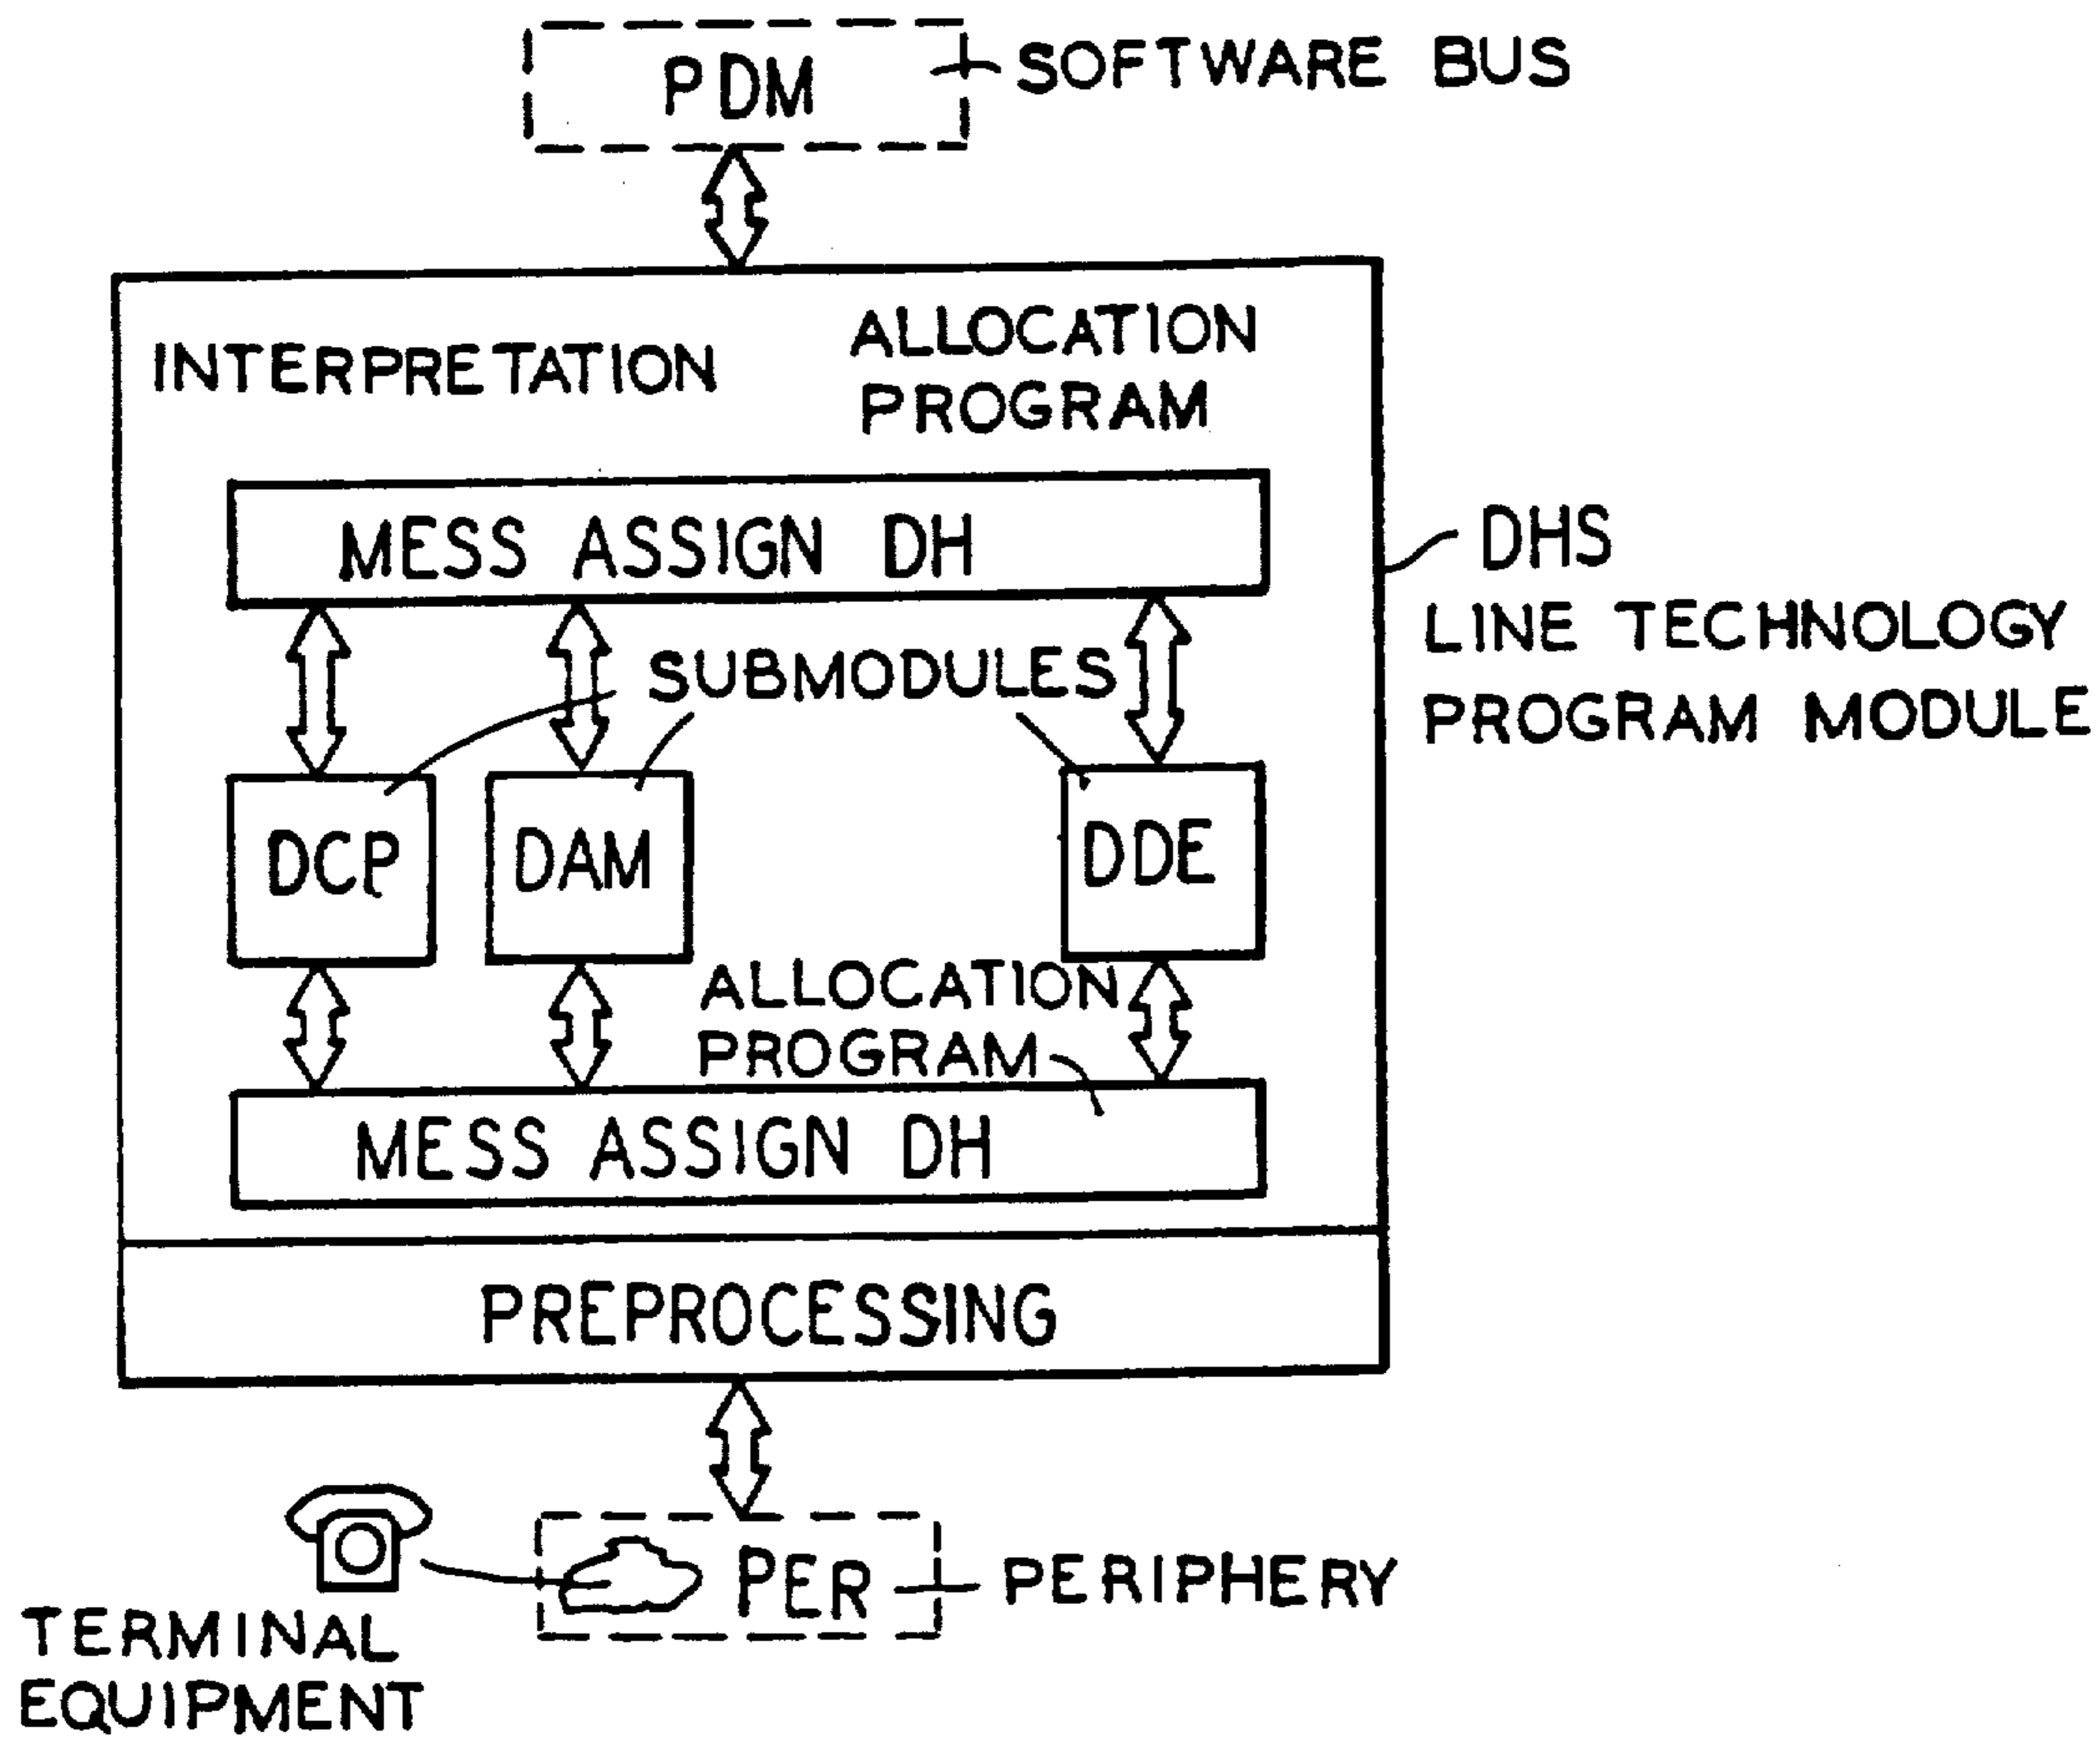 PDM
SOFTWARE BUS
INTERPRETATION
ALLOCATION
PROGRAM
MESS ASSIGN DH
DHS
LINE TECHNOLOGY
PROGRAM MODULE
SUBMODULES
DCP
DAM
DDE
ALLOCATION
PROGRAM
MESS ASSIGN DH
PREPROCESSING
PER
PERIPHERY
TERMINAL
EQUIPMENT